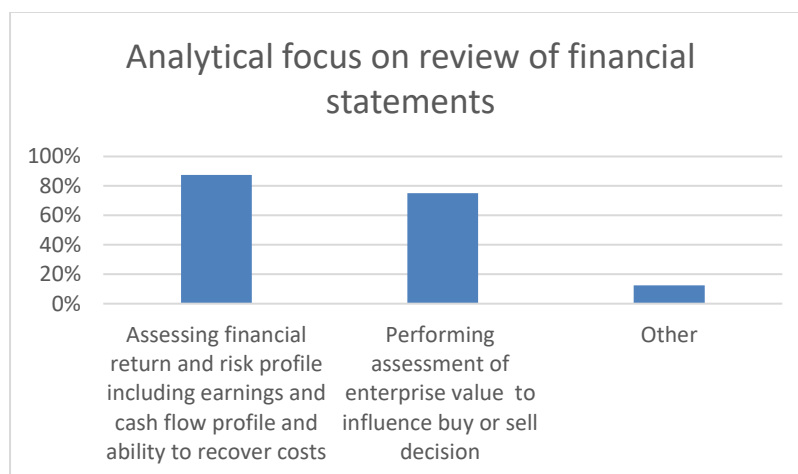 Analytical focus on review of financial
statements
100%
80%
60%
40%
20%
0%
Assessing financial
return and risk profile
including earnings and
cash flow profile and
ability to recover costs
Performing
assessment of
enterprise value to
influence buy or sell
decision
Other